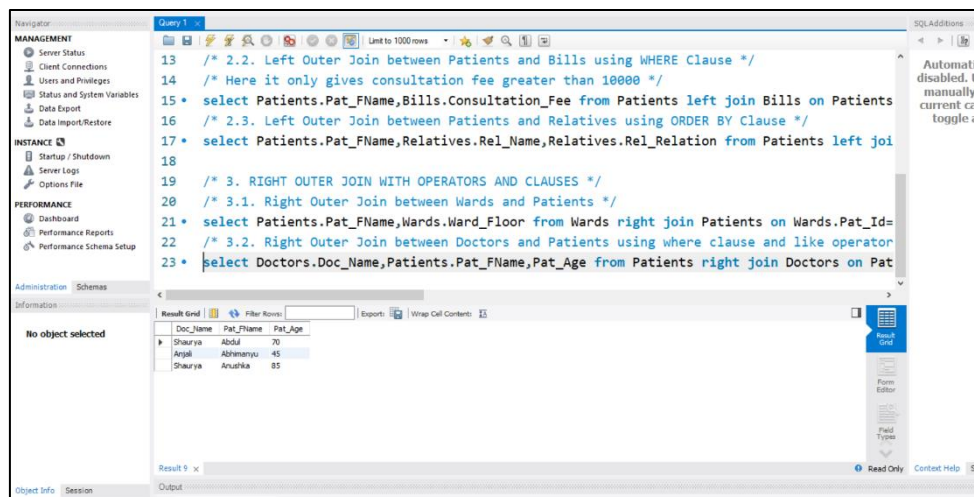 Navigator
MANAGEMENT
Server Status
Client Connections
Users and Privileges
Status and System Variables
Data Export
Data Import/Restore
INSTANCE
Startup / Shutdown
Server Logs
Options File
PERFORMANCE
Dashboard
Performance Reports
Performance Schema Setup
Administration Schemas
Information
No object selected
Object Info Session
Query 1
Limit to 1000 rows
13 /* 2.2. Left Outer Join between Patients and Bills using WHERE Clause */
14 /* Here it only gives consultation fee greater than 10000 */
15 select Patients.Pat_FName,Bills.Consultation_Fee from Patients left join Bills on Patients
16 /* 2.3. Left Outer Join between Patients and Relatives using ORDER BY Clause */
17 select Patients.Pat_FName,Relatives.Rel_Name,Relatives.Rel_Relation from Patients left joi
18
19 /* 3. RIGHT OUTER JOIN WITH OPERATORS AND CLAUSES */
20 /* 3.1. Right Outer Join between Wards and Patients */
21 select Patients.Pat_FName,Wards.Ward_Floor from Wards right join Patients on Wards.Pat_Id=
22 /* 3.2. Right Outer Join between Doctors and Patients using where clause and like operator
23 select Doctors.Doc_Name,Patients.Pat_FName,Pat_Age from Patients right join Doctors on Pat
Result Grid Filter Rows: Export: Wrap Cell Content:
Doc_Name Pat_FName Pat_Age
Shaurya Abdul 70
Anjali Abhimanyu 45
Shaurya Anushka 85
Result Grid
Form Editor
Field Types
Result 9
Read Only
Output
SQLAdditions
Automati
disabled. U
manually
current ca
toggle a
Context Help S